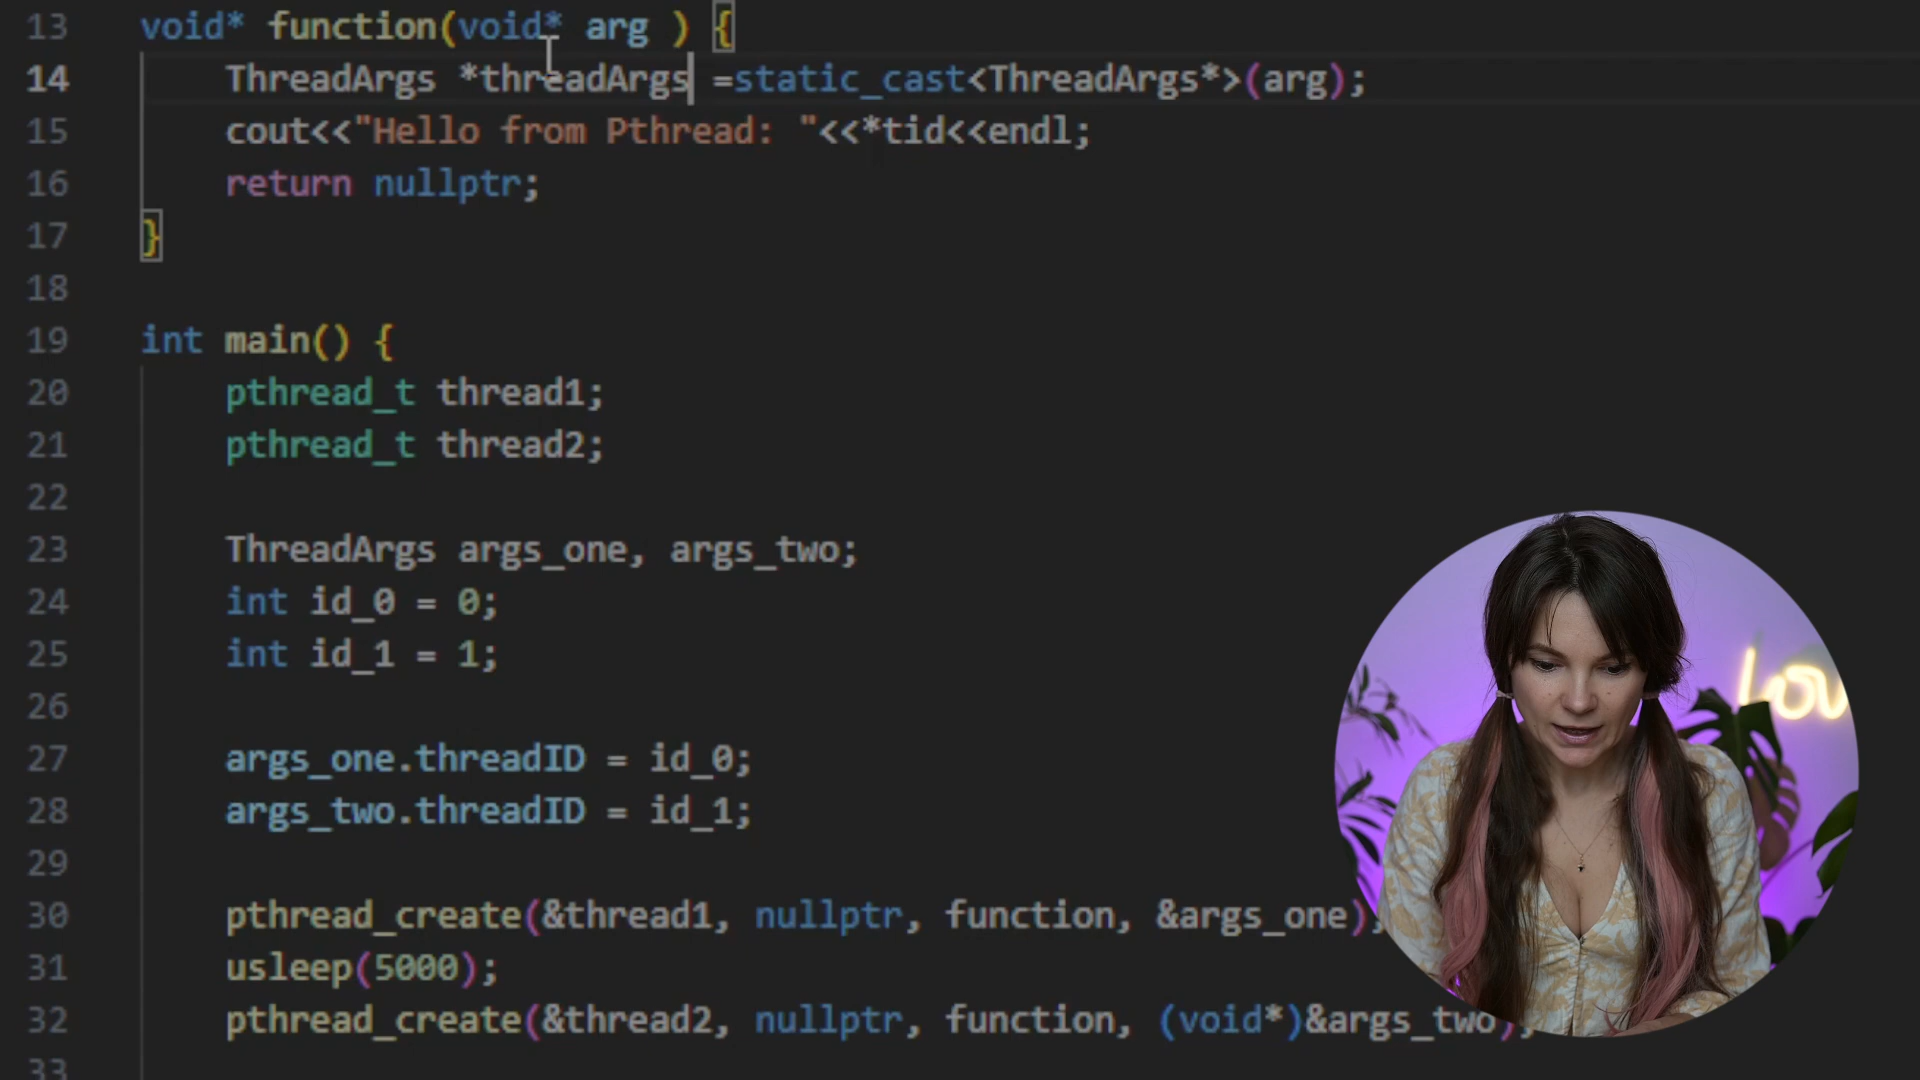 13 void* function(void* arg ) {
14 ThreadArgs *threadArgs =static_cast<ThreadArgs*>(arg);
15 cout<<"Hello from Pthread: "<<*tid<<endl;
16 return nullptr;
17 }
18
19 int main() {
20 pthread_t thread1;
21 pthread_t thread2;
22
23 ThreadArgs args_one, args_two;
24 int id_0 = 0;
25 int id_1 = 1;
26
27 args_one.threadID = id_0;
28 args_two.threadID = id_1;
29
30 pthread_create(&thread1, nullptr, function, &args_one);
31 usleep(5000);
32 pthread_create(&thread2, nullptr, function, (void*)&args_two);
33